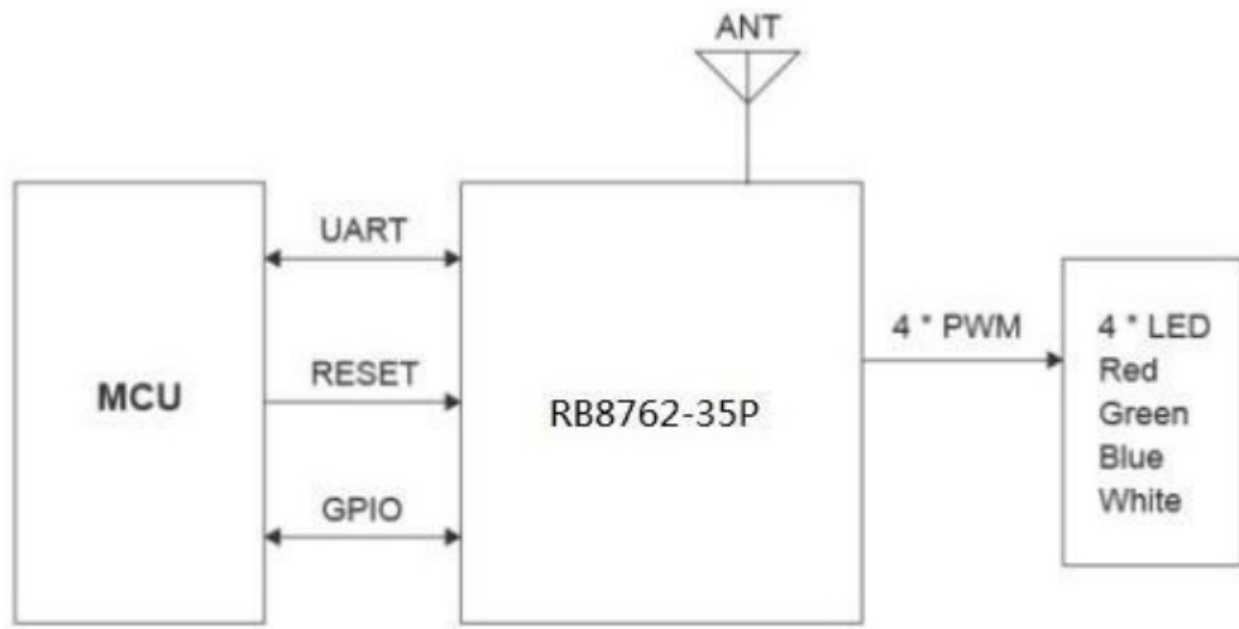 ANT
UART
RESET
MCU
GPIO
RB8762-35P
4 * PWM
4 * LED
Red
Green
Blue
White